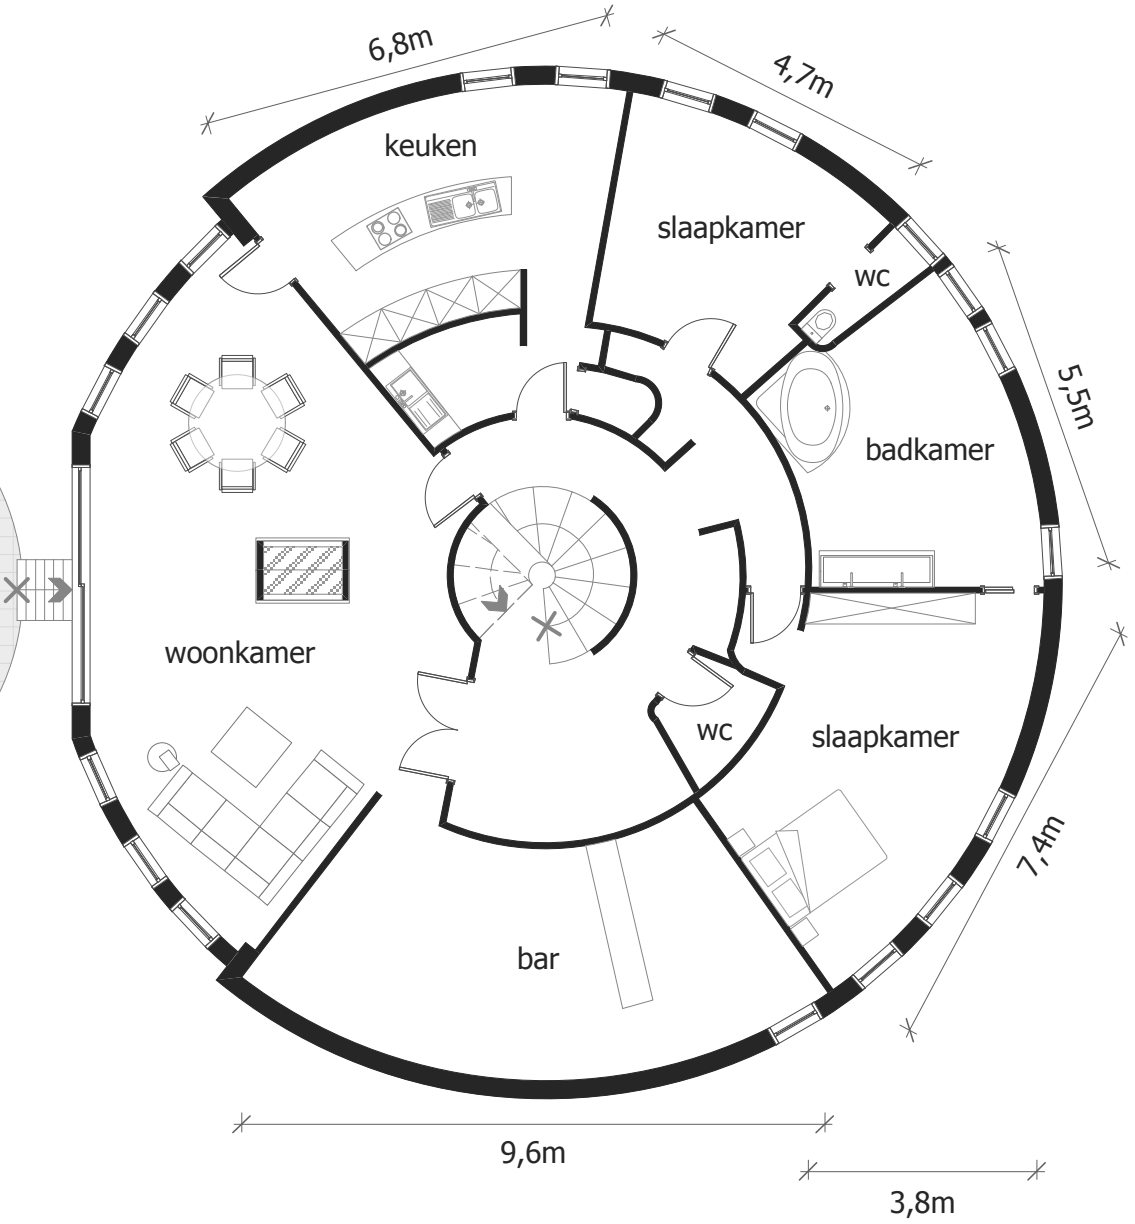 6,8m
4,7m
keuken
slaapkamer
wc
5,5m
badkamer
woonkamer
wc
slaapkamer
7,4m
bar
9,6m
3,8m